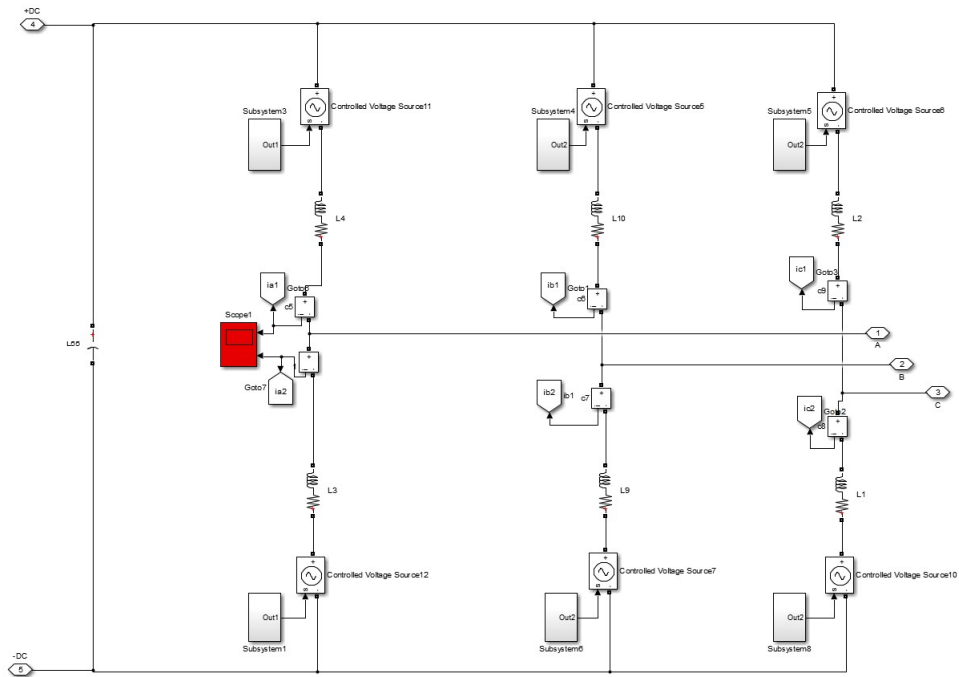 +DC
4
Subsystem3
Out1
s
+
-
Controlled Voltage Source11
Subsystem4
Out2
s
+
-
Controlled Voltage Source5
Subsystem5
Out2
s
+
-
Controlled Voltage Source6
L4
L10
L2
ia1
Goto6
c5
+
i
-
ib1
Goto1
c6
+
i
-
ic1
Goto3
c9
+
i
-
Scope1
1
A
L56
+
i
-
2
B
Goto7
ia2
ib2
ib1
c7
+
i
-
3
C
ic2
Goto2
c8
+
i
-
L3
L9
L1
Controlled Voltage Source12
s
+
-
Controlled Voltage Source7
s
+
-
Controlled Voltage Source10
s
+
-
Out1
Subsystem1
Out2
Subsystem6
Out2
Subsystem8
-DC
5